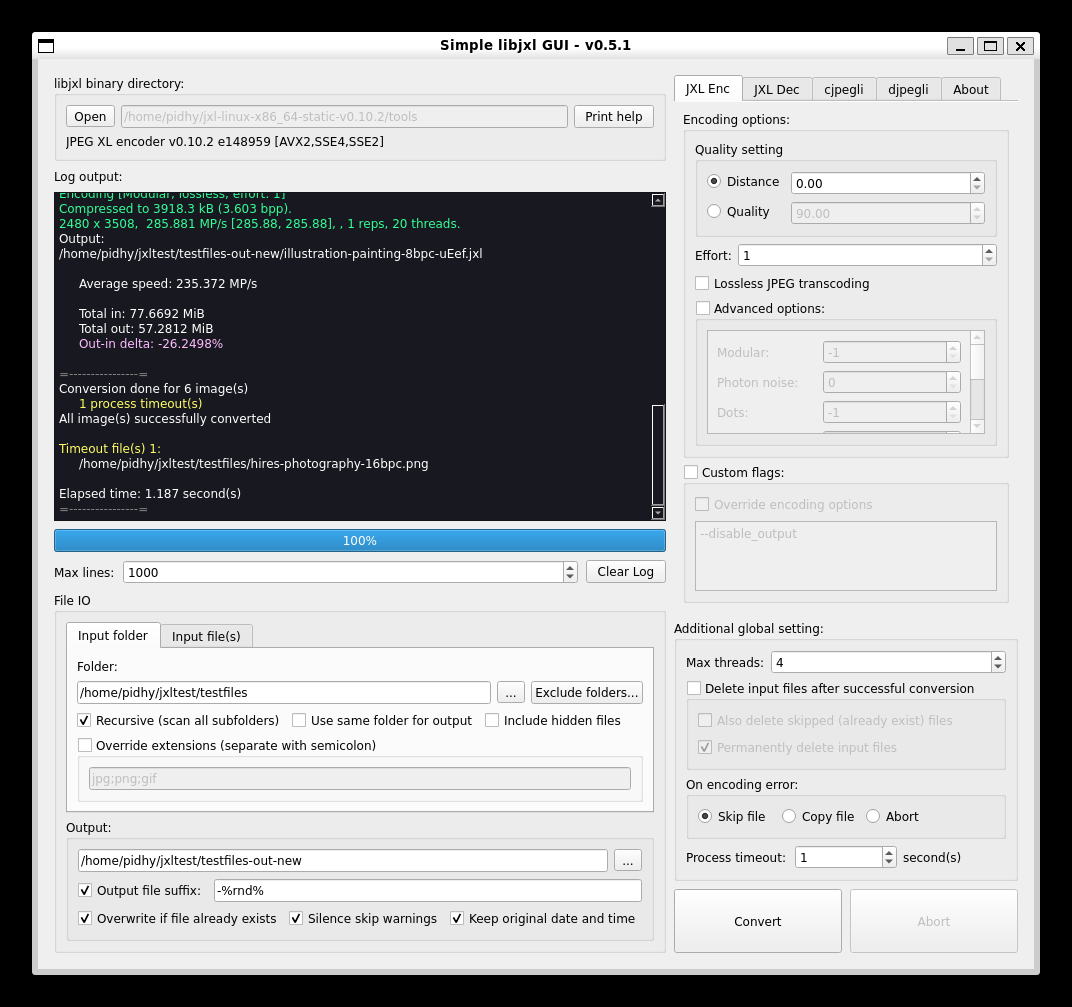 Simple libjxl GUI - v0.5.1
libjxl binary directory:
Open
/home/pidhy/jxl-linux-x86_64-static-v0.10.2/tools
Print help
JPEG XL encoder v0.10.2 e148959 [AVX2,SSE4,SSE2]
Log output:
Encoding [Modular, lossless, effort: 1]
Compressed to 3918.3 kB (3.603 bpp).
2480 x 3508,  285.881 MP/s [285.88, 285.88], , 1 reps, 20 threads.
Output:
/home/pidhy/jxltest/testfiles-out-new/illustration-painting-8bpc-uEef.jxl
Average speed: 235.372 MP/s
Total in: 77.6692 MiB
Total out: 57.2812 MiB
Out-in delta: -26.2498%
=----------------=
Conversion done for 6 image(s)
1 process timeout(s)
All image(s) successfully converted
Timeout file(s) 1:
/home/pidhy/jxltest/testfiles/hires-photography-16bpc.png
Elapsed time: 1.187 second(s)
=----------------=
100%
Max lines:
1000
Clear Log
File IO
Input folder
Input file(s)
Folder:
/home/pidhy/jxltest/testfiles
...
Exclude folders...
Recursive (scan all subfolders)
Use same folder for output
Include hidden files
Override extensions (separate with semicolon)
jpg;png;gif
Output:
/home/pidhy/jxltest/testfiles-out-new
...
Output file suffix:
-%rnd%
Overwrite if file already exists
Silence skip warnings
Keep original date and time
JXL Enc
JXL Dec
cjpegli
djpegli
About
Encoding options:
Quality setting
Distance
0.00
Quality
90.00
Effort:
1
Lossless JPEG transcoding
Advanced options:
Modular:
-1
Photon noise:
0
Dots:
-1
Custom flags:
Override encoding options
--disable_output
Additional global setting:
Max threads:
4
Delete input files after successful conversion
Also delete skipped (already exist) files
Permanently delete input files
On encoding error:
Skip file
Copy file
Abort
Process timeout:
1
second(s)
Convert
Abort